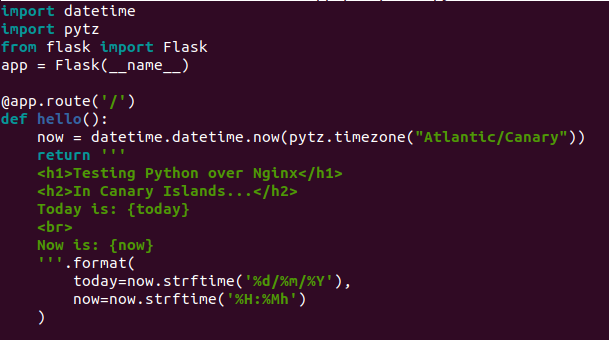 import datetime
import pytz
from flask import Flask
app = Flask(__name__)

@app.route('/')
def hello():
    now = datetime.datetime.now(pytz.timezone("Atlantic/Canary"))
    return '''
    <h1>Testing Python over Nginx</h1>
    <h2>In Canary Islands...</h2>
    Today is: {today}
    <br>
    Now is: {now}
    '''.format(
        today=now.strftime('%d/%m/%Y'),
        now=now.strftime('%H:%Mh')
    )